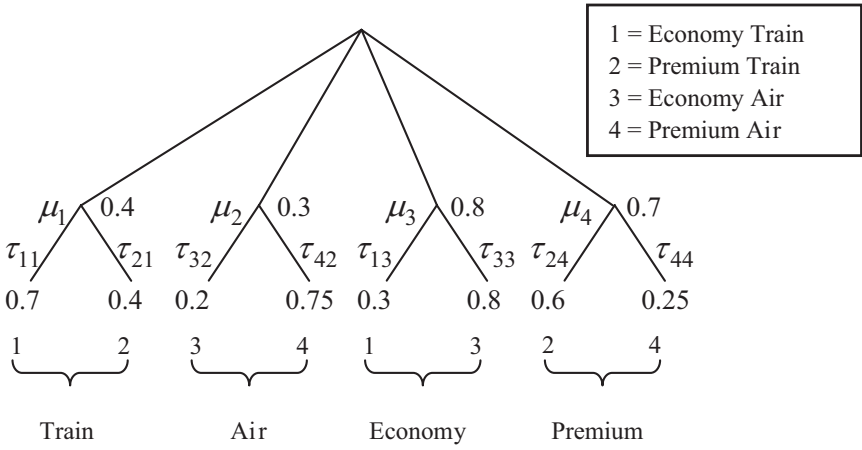 1 = Economy Train
2 = Premium Train
3 = Economy Air
4 = Premium Air
μ₁ 0.4 μ₂ 0.3 μ₃ 0.8 μ₄ 0.7
τ₁₁ τ₂₁ τ₃₂ τ₄₂ τ₁₃ τ₃₃ τ₂₄ τ₄₄
0.7 0.4 0.2 0.75 0.3 0.8 0.6 0.25
1 2 3 4 1 3 2 4
Train Air Economy Premium